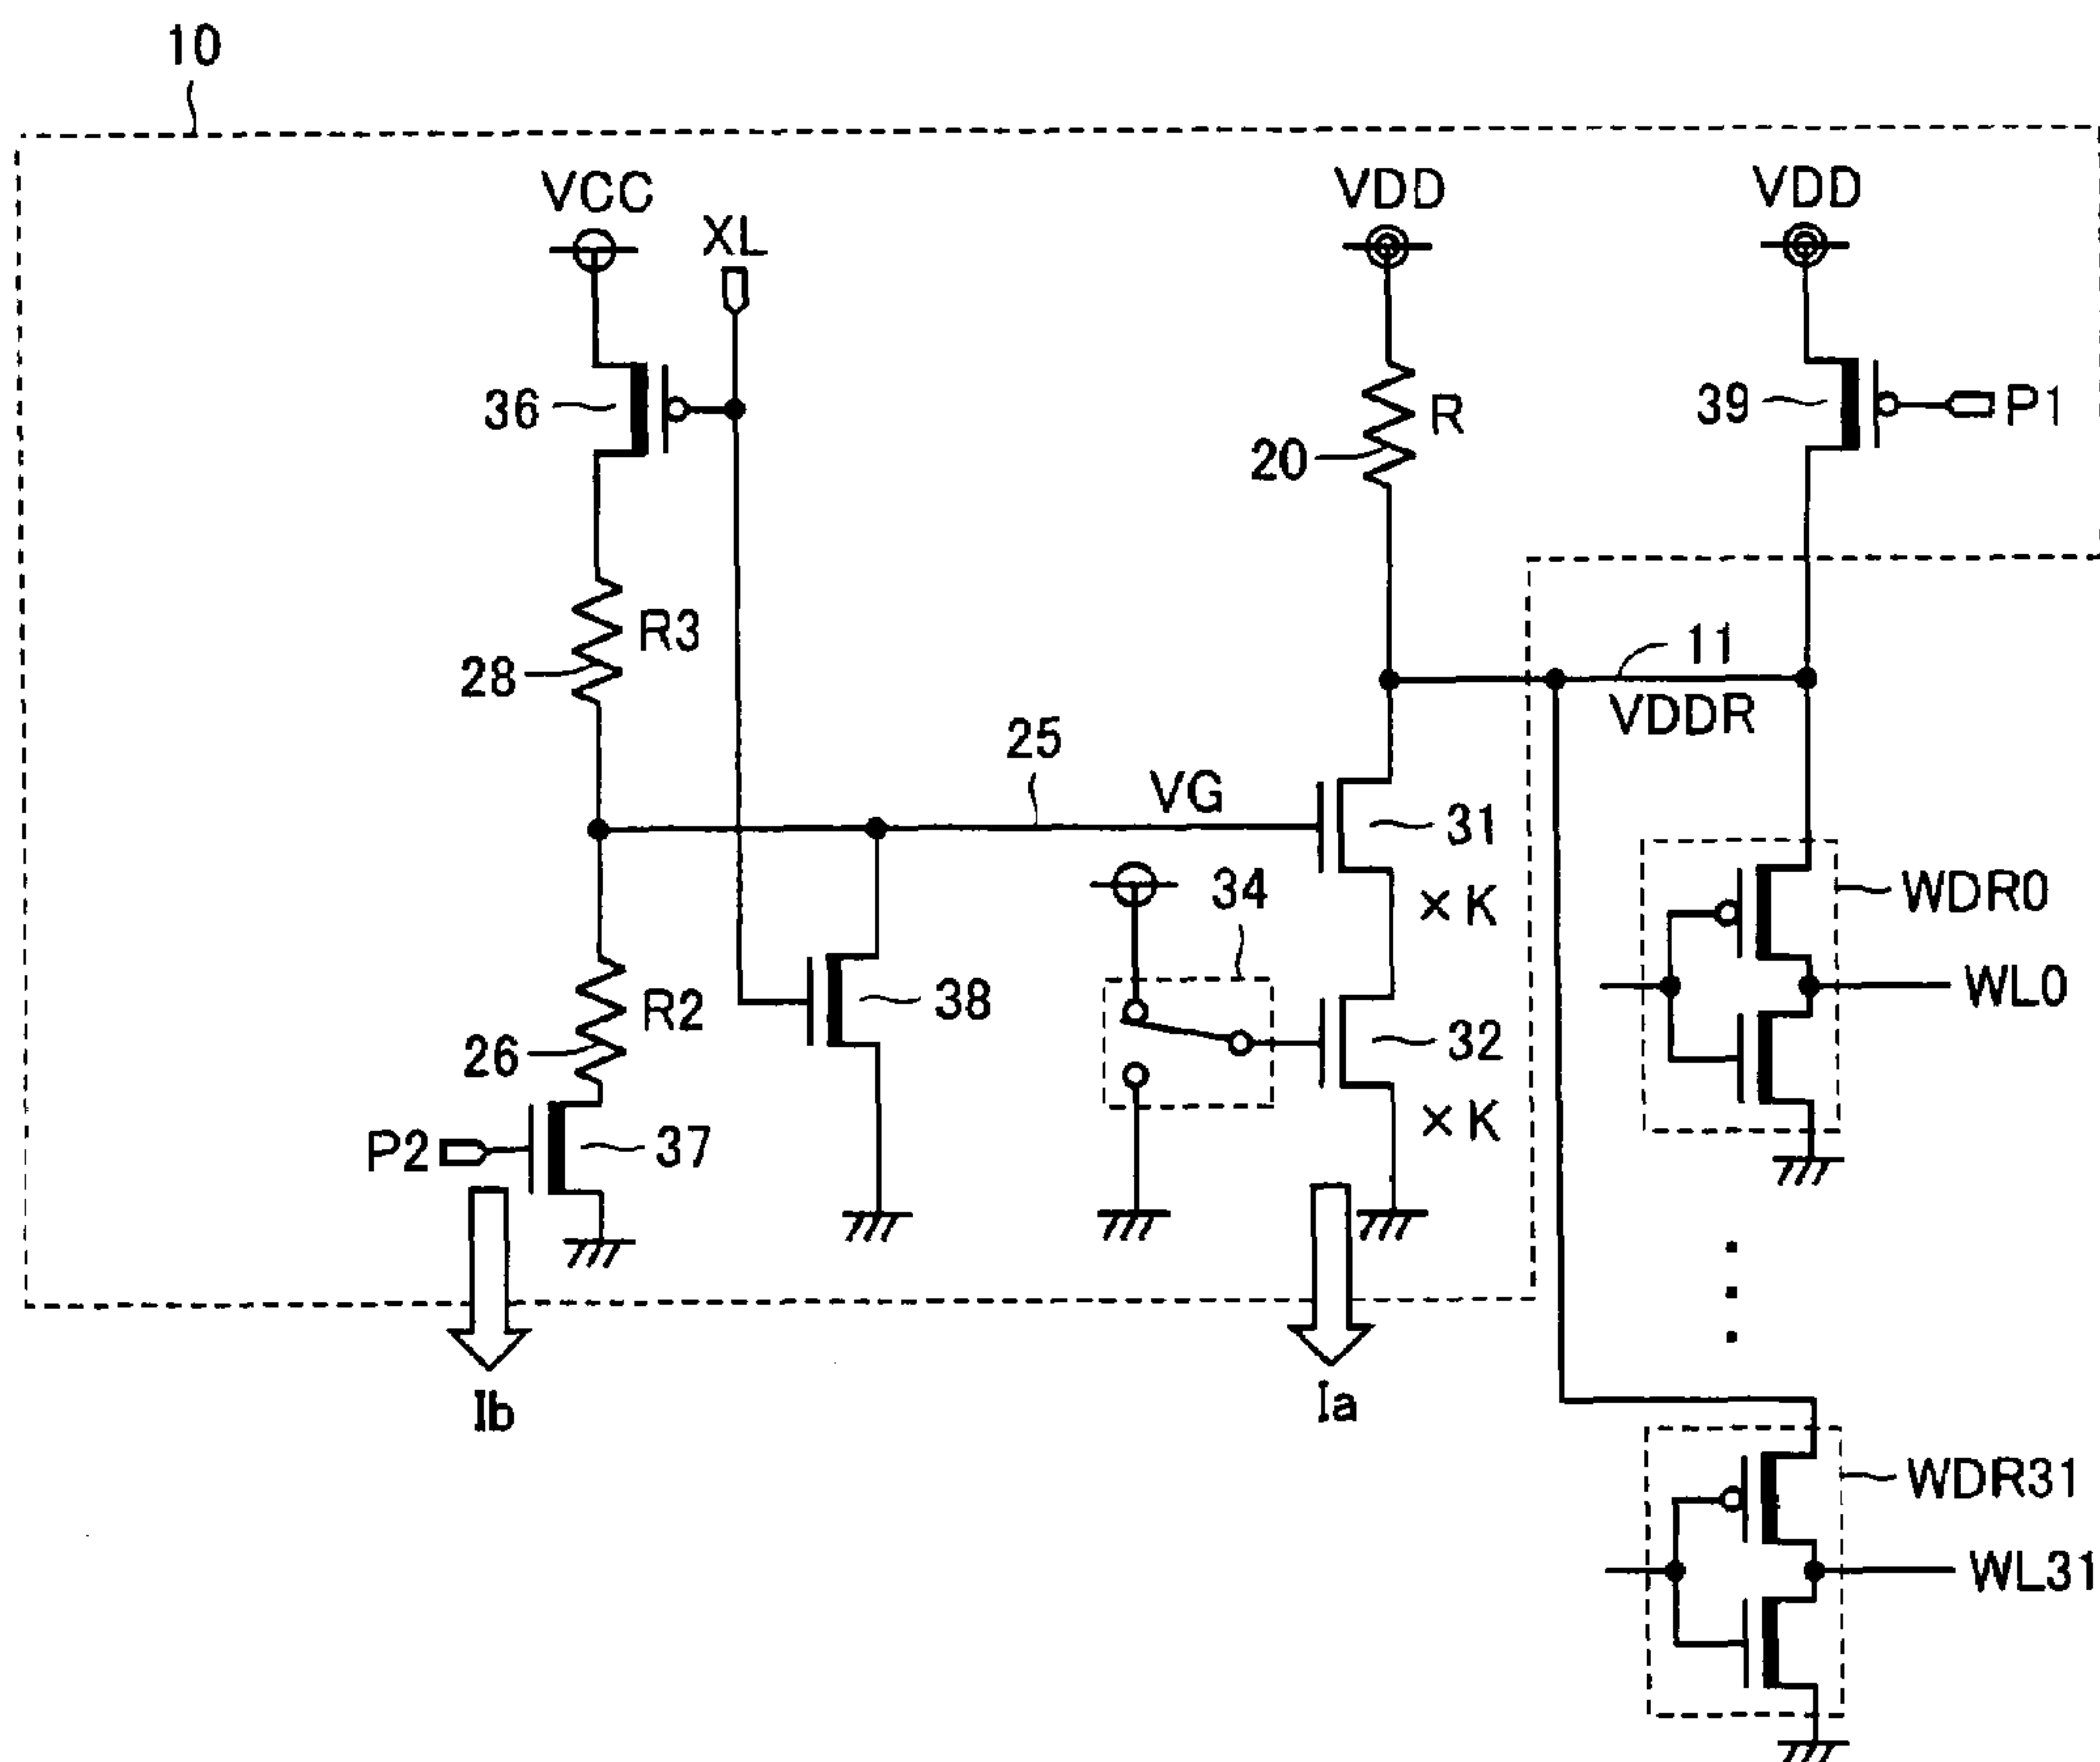 10
VCC
XL
VDD
VDD
36
R
20
39
P1
R3
28
11
VDDR
25
VG
31
× K
34
WDR0
R2
26
38
WL0
32
× K
P2
37
Ib
Ia
WDR31
WL31